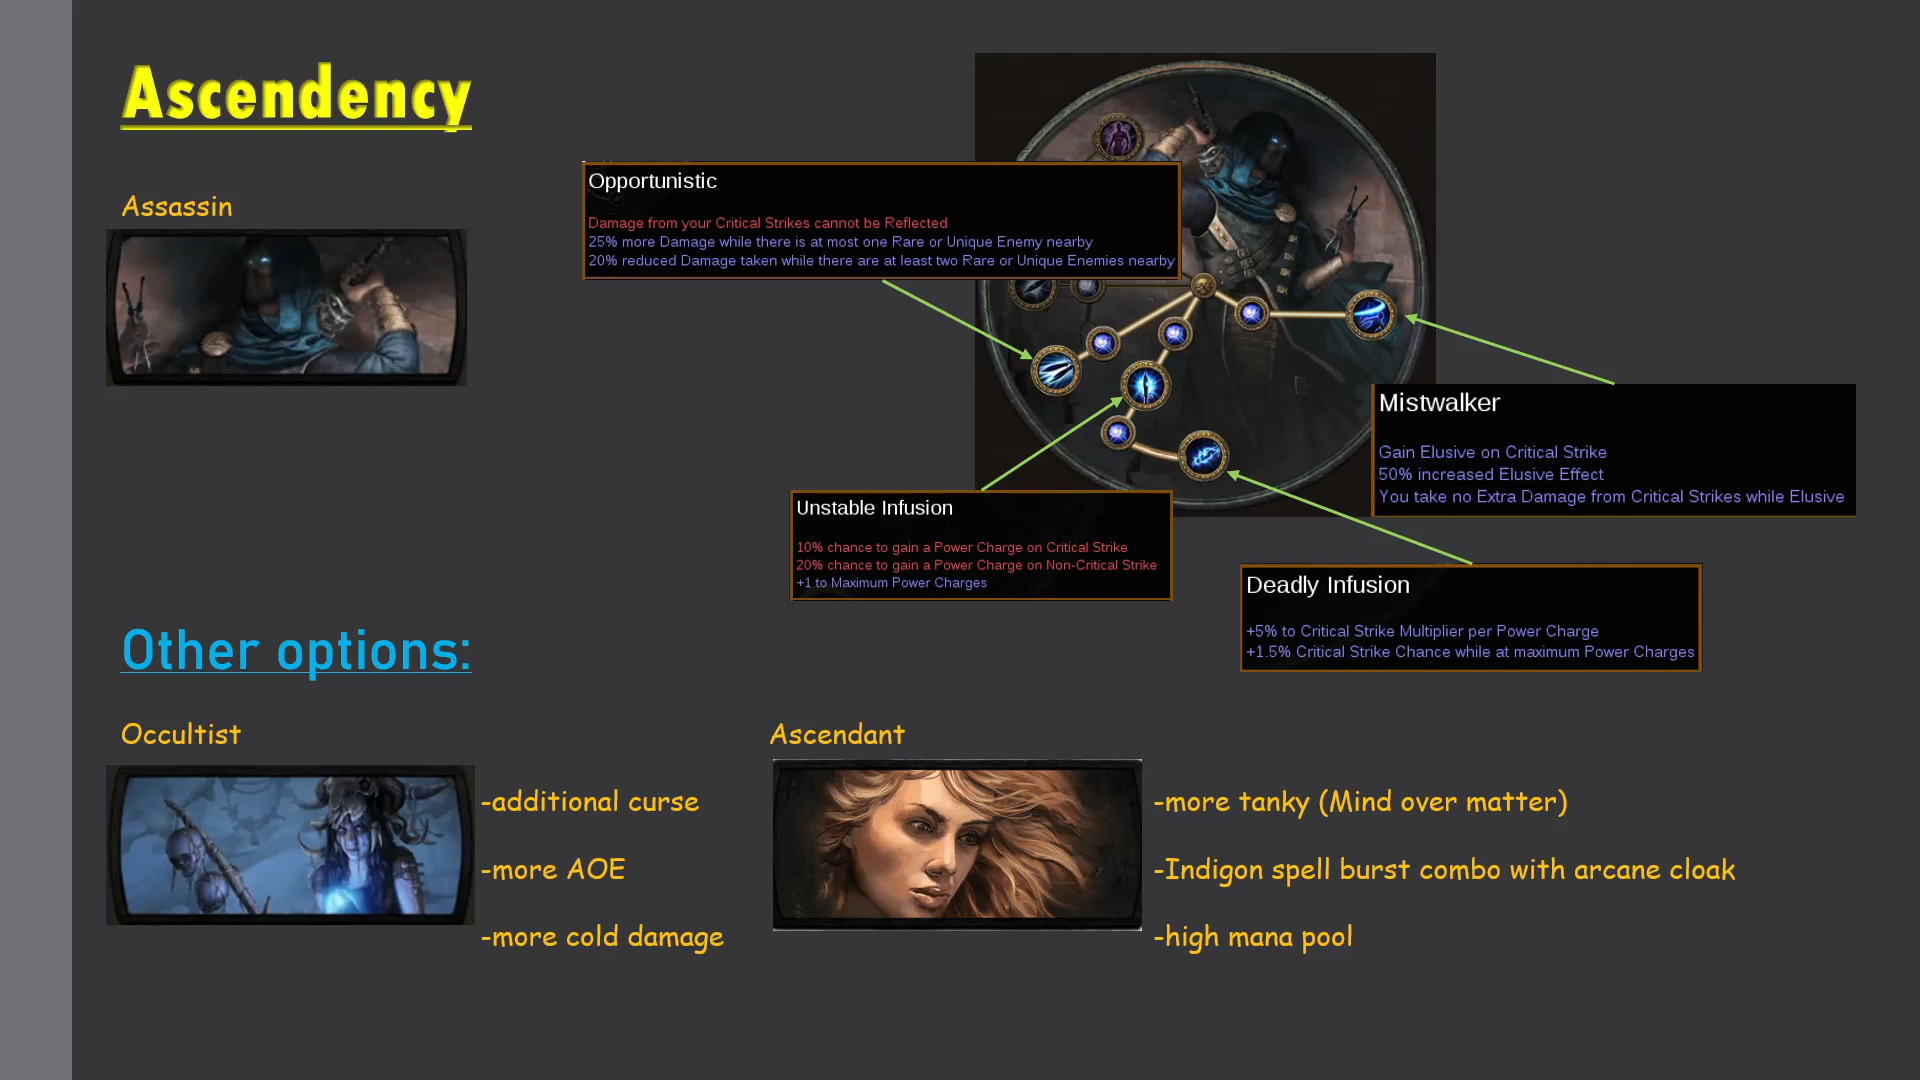 Ascendency
Assassin
Opportunistic
Damage from your Critical Strikes cannot be Reflected
25% more Damage while there is at most one Rare or Unique Enemy nearby
20% reduced Damage taken while there are at least two Rare or Unique Enemies nearby
Mistwalker
Gain Elusive on Critical Strike
50% increased Elusive Effect
You take no Extra Damage from Critical Strikes while Elusive
Unstable Infusion
10% chance to gain a Power Charge on Critical Strike
20% chance to gain a Power Charge on Non-Critical Strike
+1 to Maximum Power Charges
Deadly Infusion
+5% to Critical Strike Multiplier per Power Charge
+1.5% Critical Strike Chance while at maximum Power Charges
Other options:
Occultist
-additional curse
-more AOE
-more cold damage
Ascendant
-more tanky (Mind over matter)
-Indigon spell burst combo with arcane cloak
-high mana pool